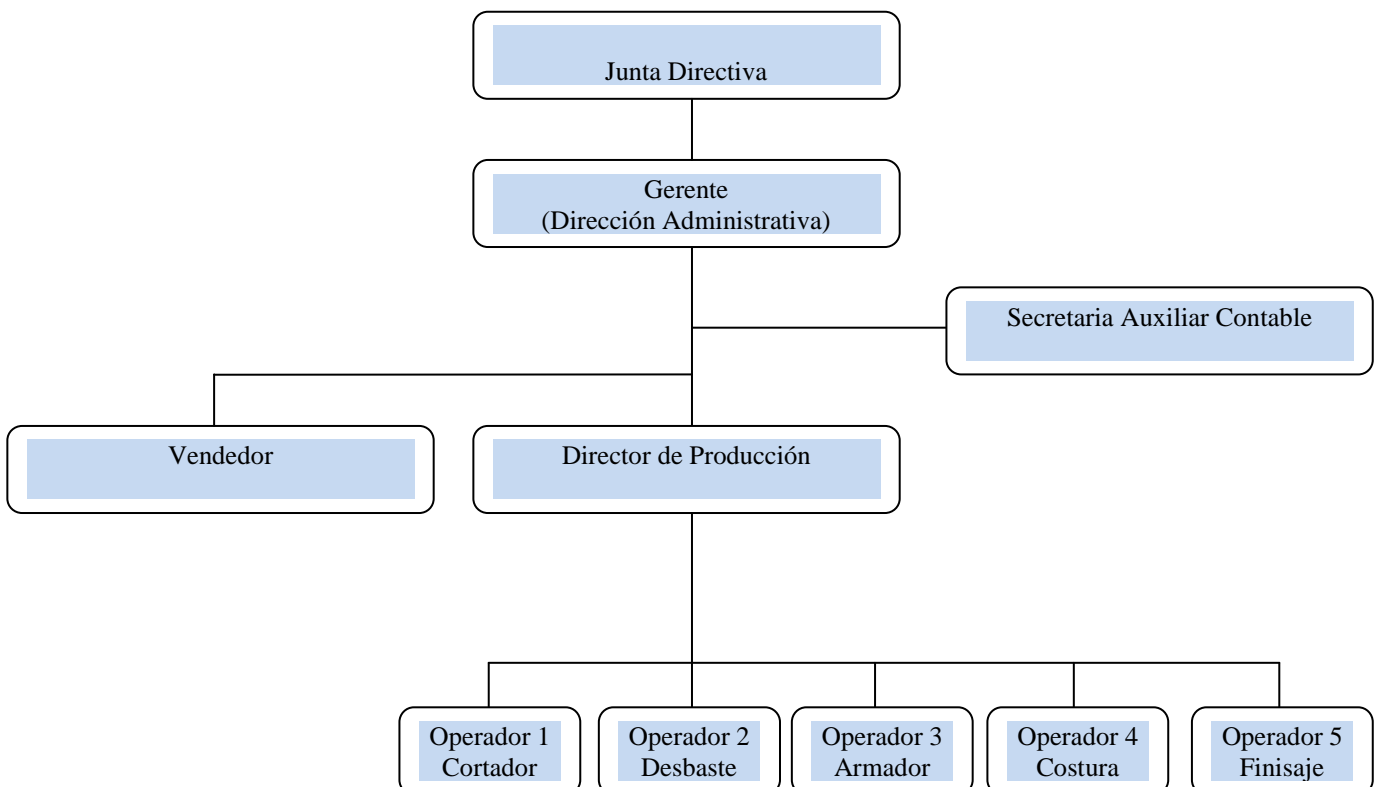 Junta Directiva
Gerente
(Dirección Administrativa)
Secretaria Auxiliar Contable
Vendedor
Director de Producción
Operador 1
Cortador
Operador 2
Desbaste
Operador 3
Armador
Operador 4
Costura
Operador 5
Finisaje